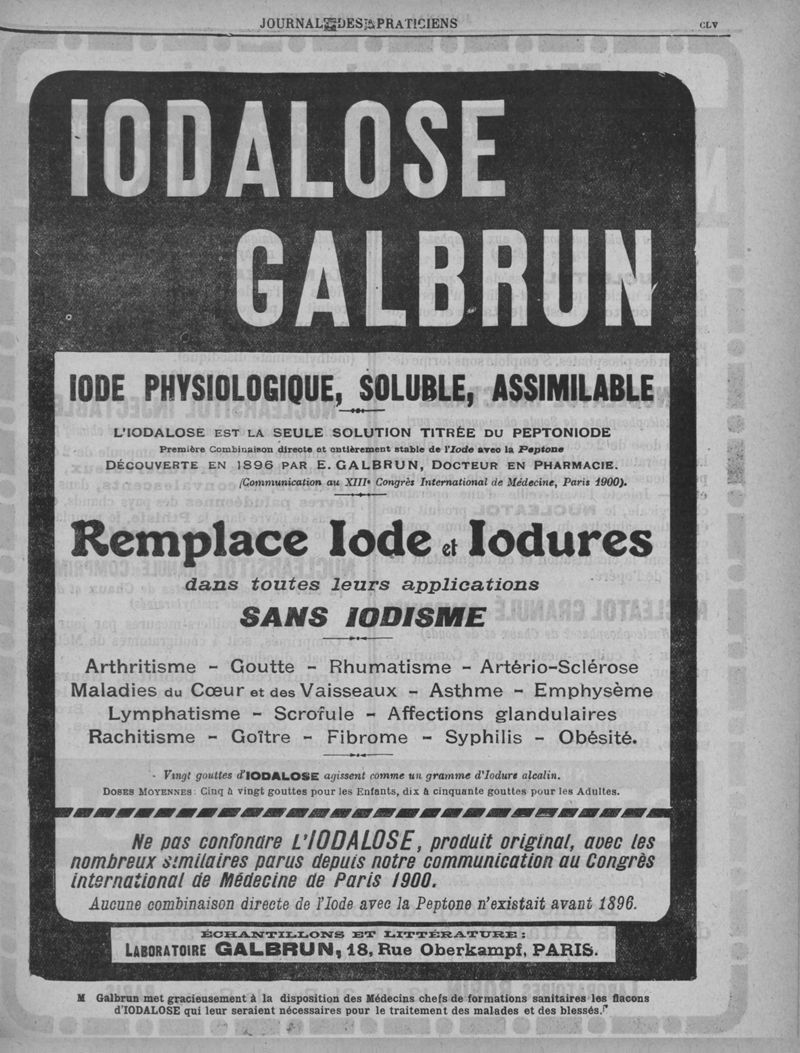 JOURNAL DES PRATICIENS
CLV
IODALOSE
GALBRUN
IODE PHYSIOLOGIQUE, SOLUBLE, ASSIMILABLE
L'IODALOSE EST LA SEULE SOLUTION TITRÉE DU PEPTONIODE
Première Combinaison directe et entièrement stable de l'Iode avec la Peptone
DÉCOUVERTE EN 1896 PAR E. GALBRUN, DOCTEUR EN PHARMACIE.
(Communication au XIIIe Congrès International de Médecine, Paris 1900).
Remplace Iode et Iodures
dans toutes leurs applications
SANS IODISME
Arthritisme - Goutte - Rhumatisme - Artério-Sclérose
Maladies du Cœur et des Vaisseaux - Asthme - Emphysème
Lymphatisme - Scrofule - Affections glandulaires
Rachitisme - Goître - Fibrome - Syphilis - Obésité.
Vingt gouttes d'IODALOSE agissent comme un gramme d'Iodure alcalin.
DOSES MOYENNES: Cinq à vingt gouttes pour les Enfants, dix à cinquante gouttes pour les Adultes.
Ne pas confondre L'IODALOSE, produit original, avec les
nombreux similaires parus depuis notre communication au Congrès
international de Médecine de Paris 1900.
Aucune combinaison directe de l'Iode avec la Peptone n'existait avant 1896.
ÉCHANTILLONS ET LITTÉRATURE:
LABORATOIRE GALBRUN, 18, Rue Oberkampf, PARIS.
M Galbrun met gracieusement à la disposition des Médecins chefs de formations sanitaires les flacons
d'IODALOSE qui leur seraient nécessaires pour le traitement des malades et des blessés.